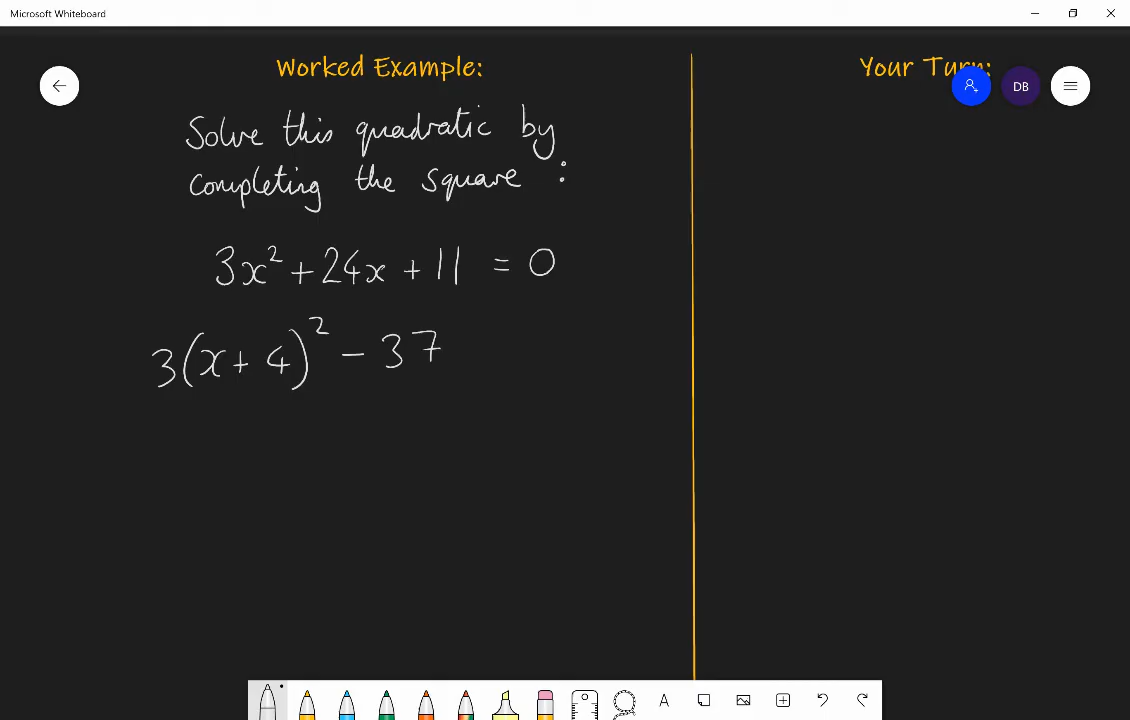 Microsoft Whiteboard
Worked Example:
Your Turn:
DB
Solve this quadratic by
completing the square :
3x² + 24x + 11 = 0
3(x + 4)² - 37
A